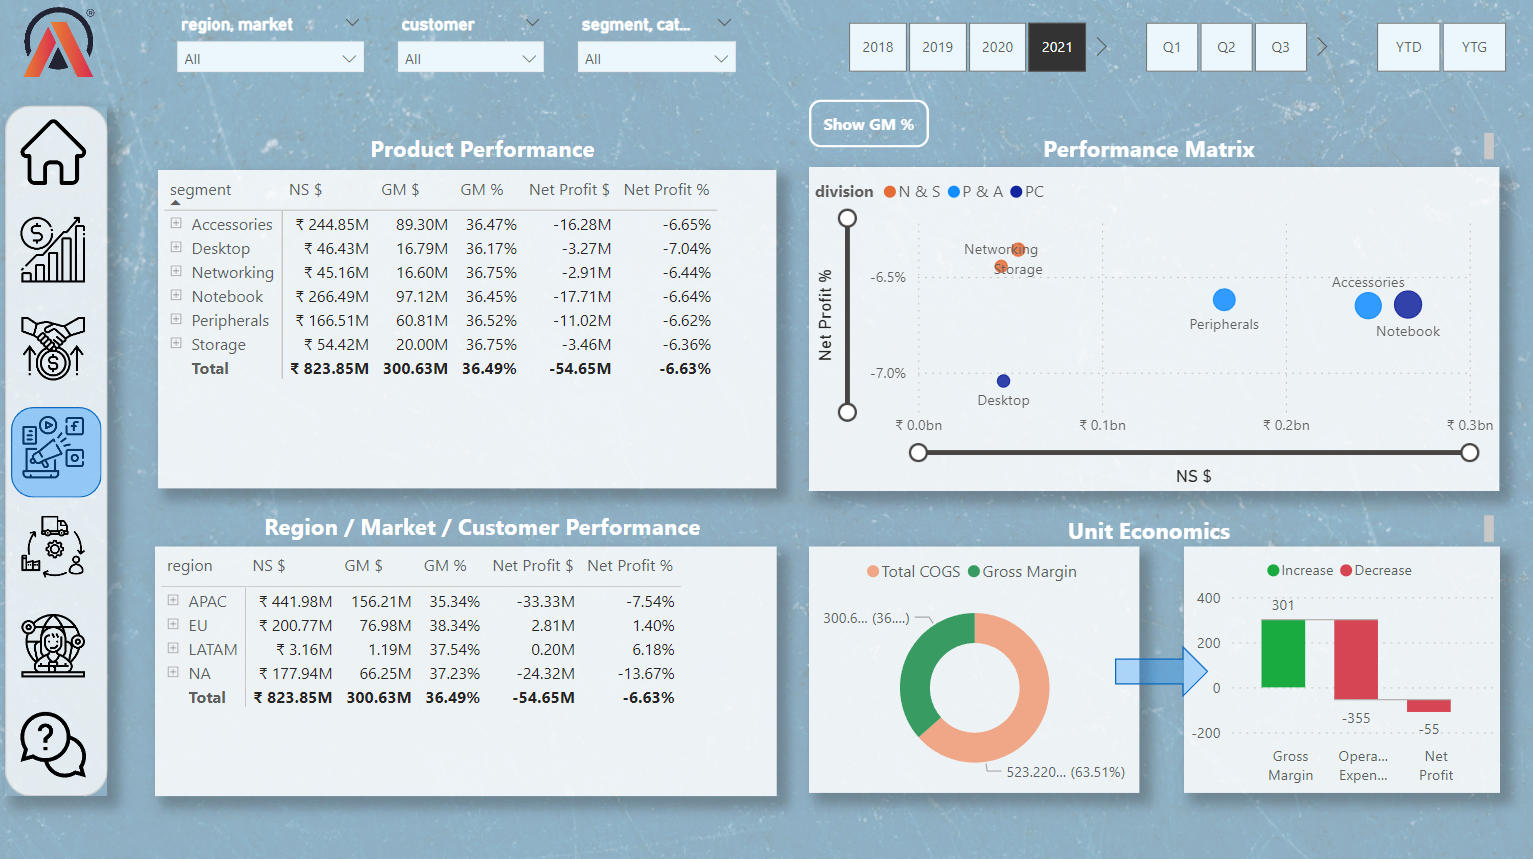 region, market
customer
segment, cat...
All
All
All
2018 2019 2020 2021
Q1 Q2 Q3
YTD YTG
Show GM %
Product Performance
segment NS $ GM $ GM % Net Profit $ Net Profit %
Accessories ₹ 244.85M 89.30M 36.47% -16.28M -6.65%
Desktop ₹ 46.43M 16.79M 36.17% -3.27M -7.04%
Networking ₹ 45.16M 16.60M 36.75% -2.91M -6.44%
Notebook ₹ 266.49M 97.12M 36.45% -17.71M -6.64%
Peripherals ₹ 166.51M 60.81M 36.52% -11.02M -6.62%
Storage ₹ 54.42M 20.00M 36.75% -3.46M -6.36%
Total ₹ 823.85M 300.63M 36.49% -54.65M -6.63%
Performance Matrix
division N & S P & A PC
Net Profit %
-6.5%
-7.0%
Networking
Storage
Accessories
Peripherals
Notebook
Desktop
₹ 0.0bn ₹ 0.1bn ₹ 0.2bn ₹ 0.3bn
NS $
Region / Market / Customer Performance
region NS $ GM $ GM % Net Profit $ Net Profit %
APAC ₹ 441.98M 156.21M 35.34% -33.33M -7.54%
EU ₹ 200.77M 76.98M 38.34% 2.81M 1.40%
LATAM ₹ 3.16M 1.19M 37.54% 0.20M 6.18%
NA ₹ 177.94M 66.25M 37.23% -24.32M -13.67%
Total ₹ 823.85M 300.63M 36.49% -54.65M -6.63%
Unit Economics
Total COGS Gross Margin
300.6... (36....)
523.220... (63.51%)
Increase Decrease
400
200
0
-200
301
-355
-55
Gross
Margin
Opera...
Expen...
Net
Profit